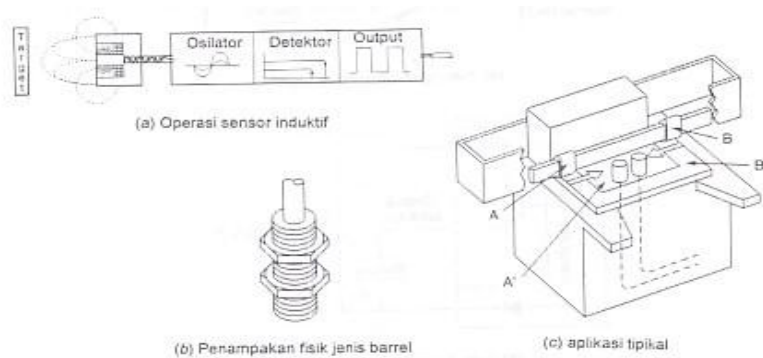 Target
Osilator
Detektor
Output
(a) Operasi sensor induktif
B
B
A
A'
(b) Penampakan fisik jenis barrel
(c) aplikasi tipikal